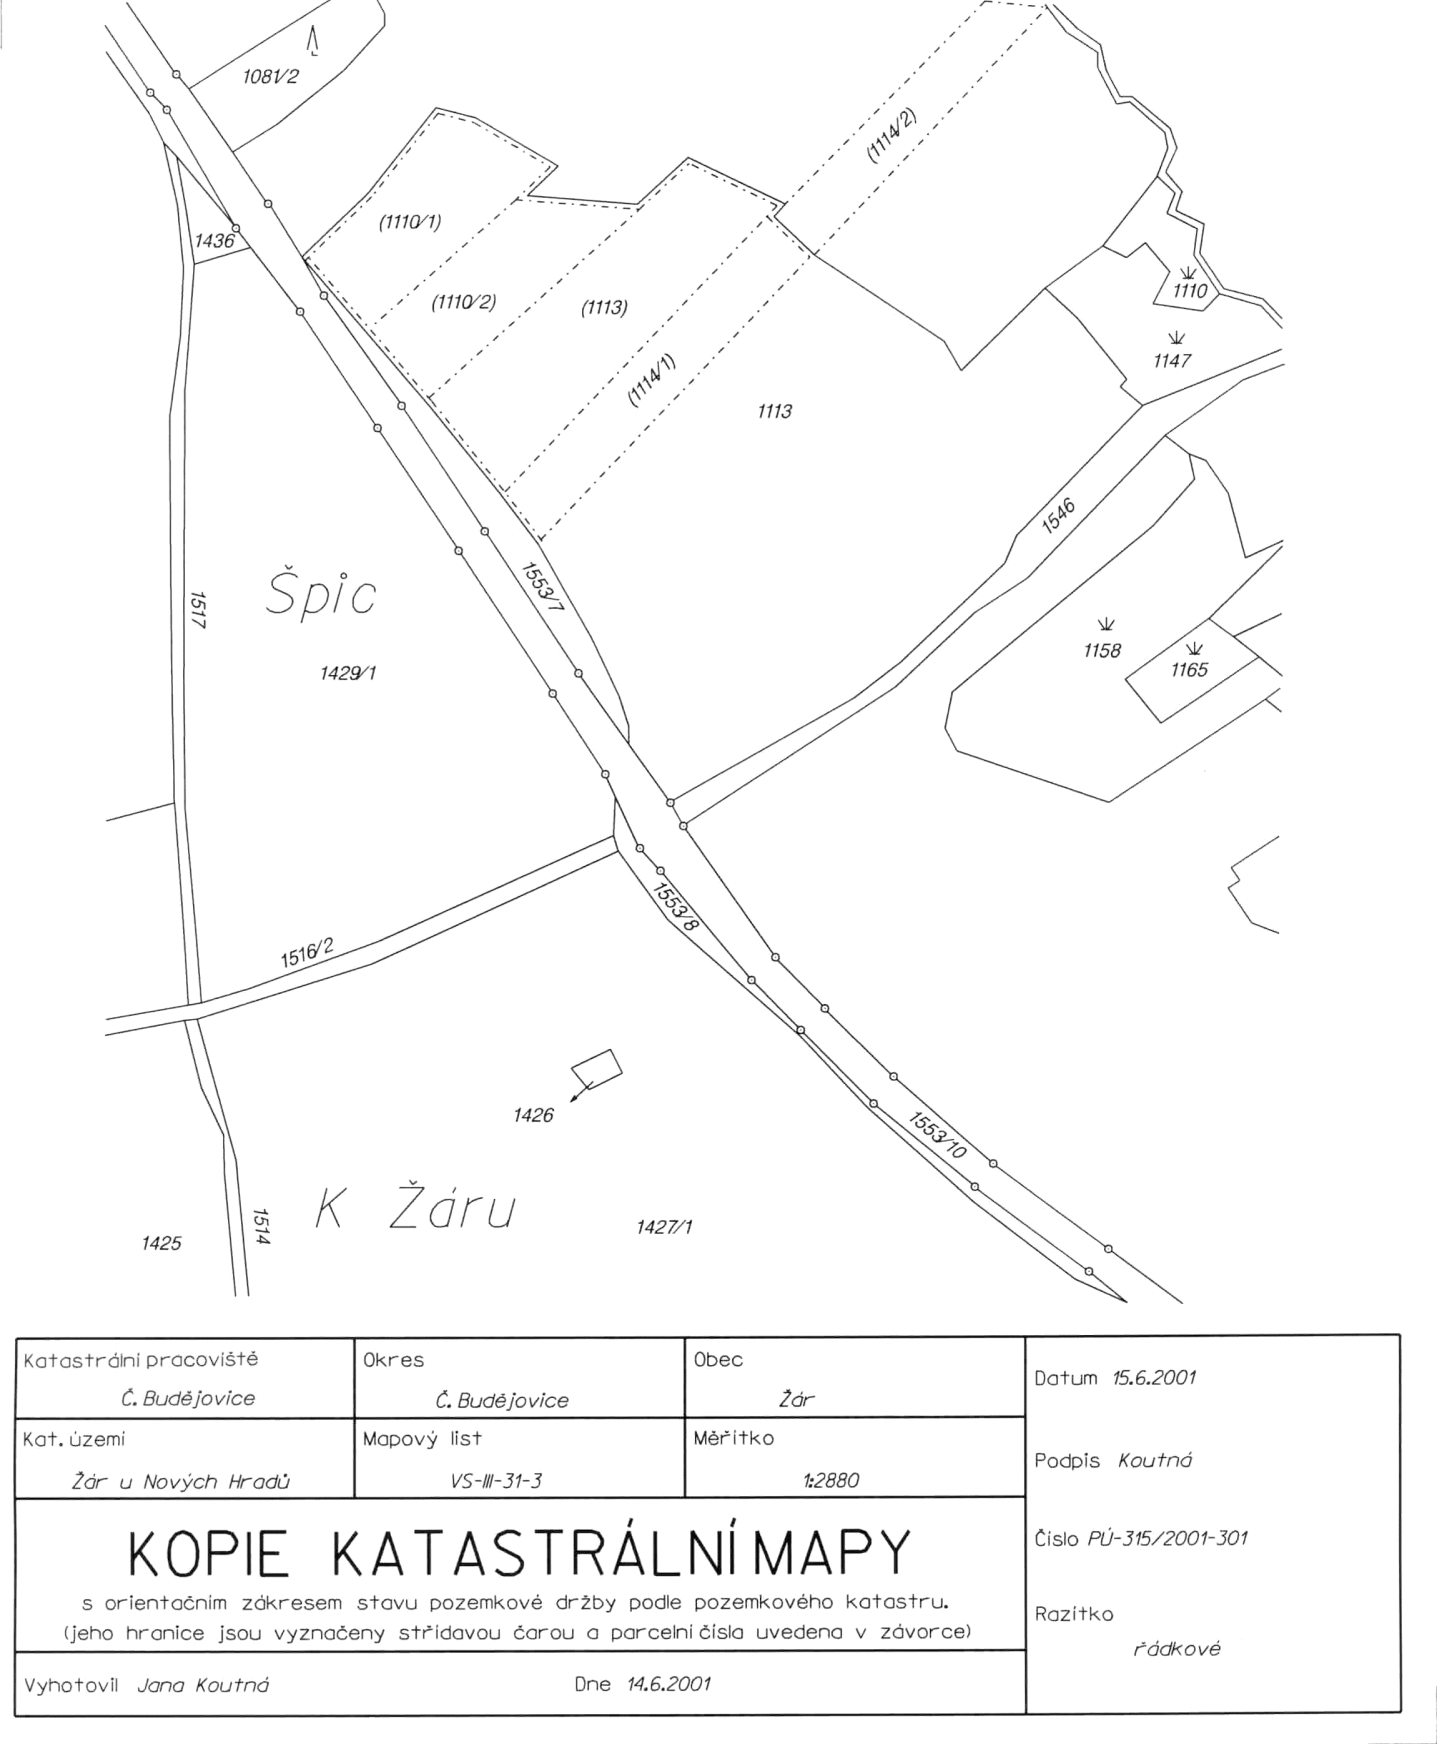 1081/2
(1114/2)
(1110/1)
1436
(1110/2)
(1113)
1110
1147
(1114/1)
1113
1546
1553/7
Špic
1517
1429/1
1158
1165
1553/8
1516/2
1426
1553/10
K Žáru
1427/1
1514
1425
Katastrální pracoviště
Č. Budějovice
Okres
Č. Budějovice
Obec
Žár
Kat. území
Žár u Nových Hradů
Mapový list
VS-III-31-3
Měřítko
1:2880
KOPIE KATASTRÁLNÍ MAPY
s orientačním zákresem stavu pozemkové držby podle pozemkového katastru.
(jeho hranice jsou vyznačeny střídavou čarou a parcelní čísla uvedena v závorce)
Vyhotovil Jana Koutná
Dne 14.6.2001
Datum 15.6.2001
Podpis Koutná
Číslo PÚ-315/2001-301
Razítko
řádkové